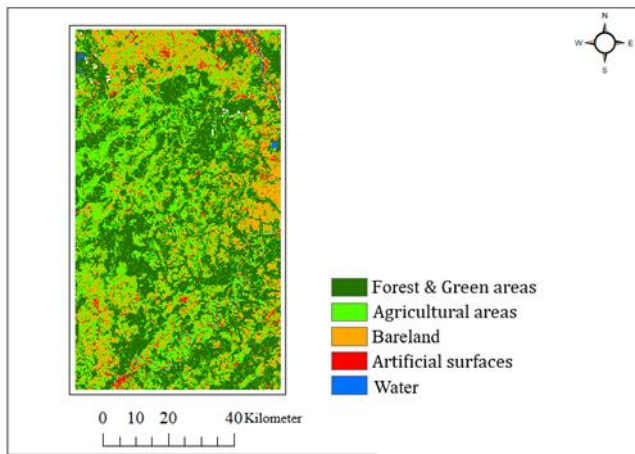 N
W E
S
Forest & Green areas
Agricultural areas
Bareland
Artificial surfaces
Water
0 10 20 40 Kilometer